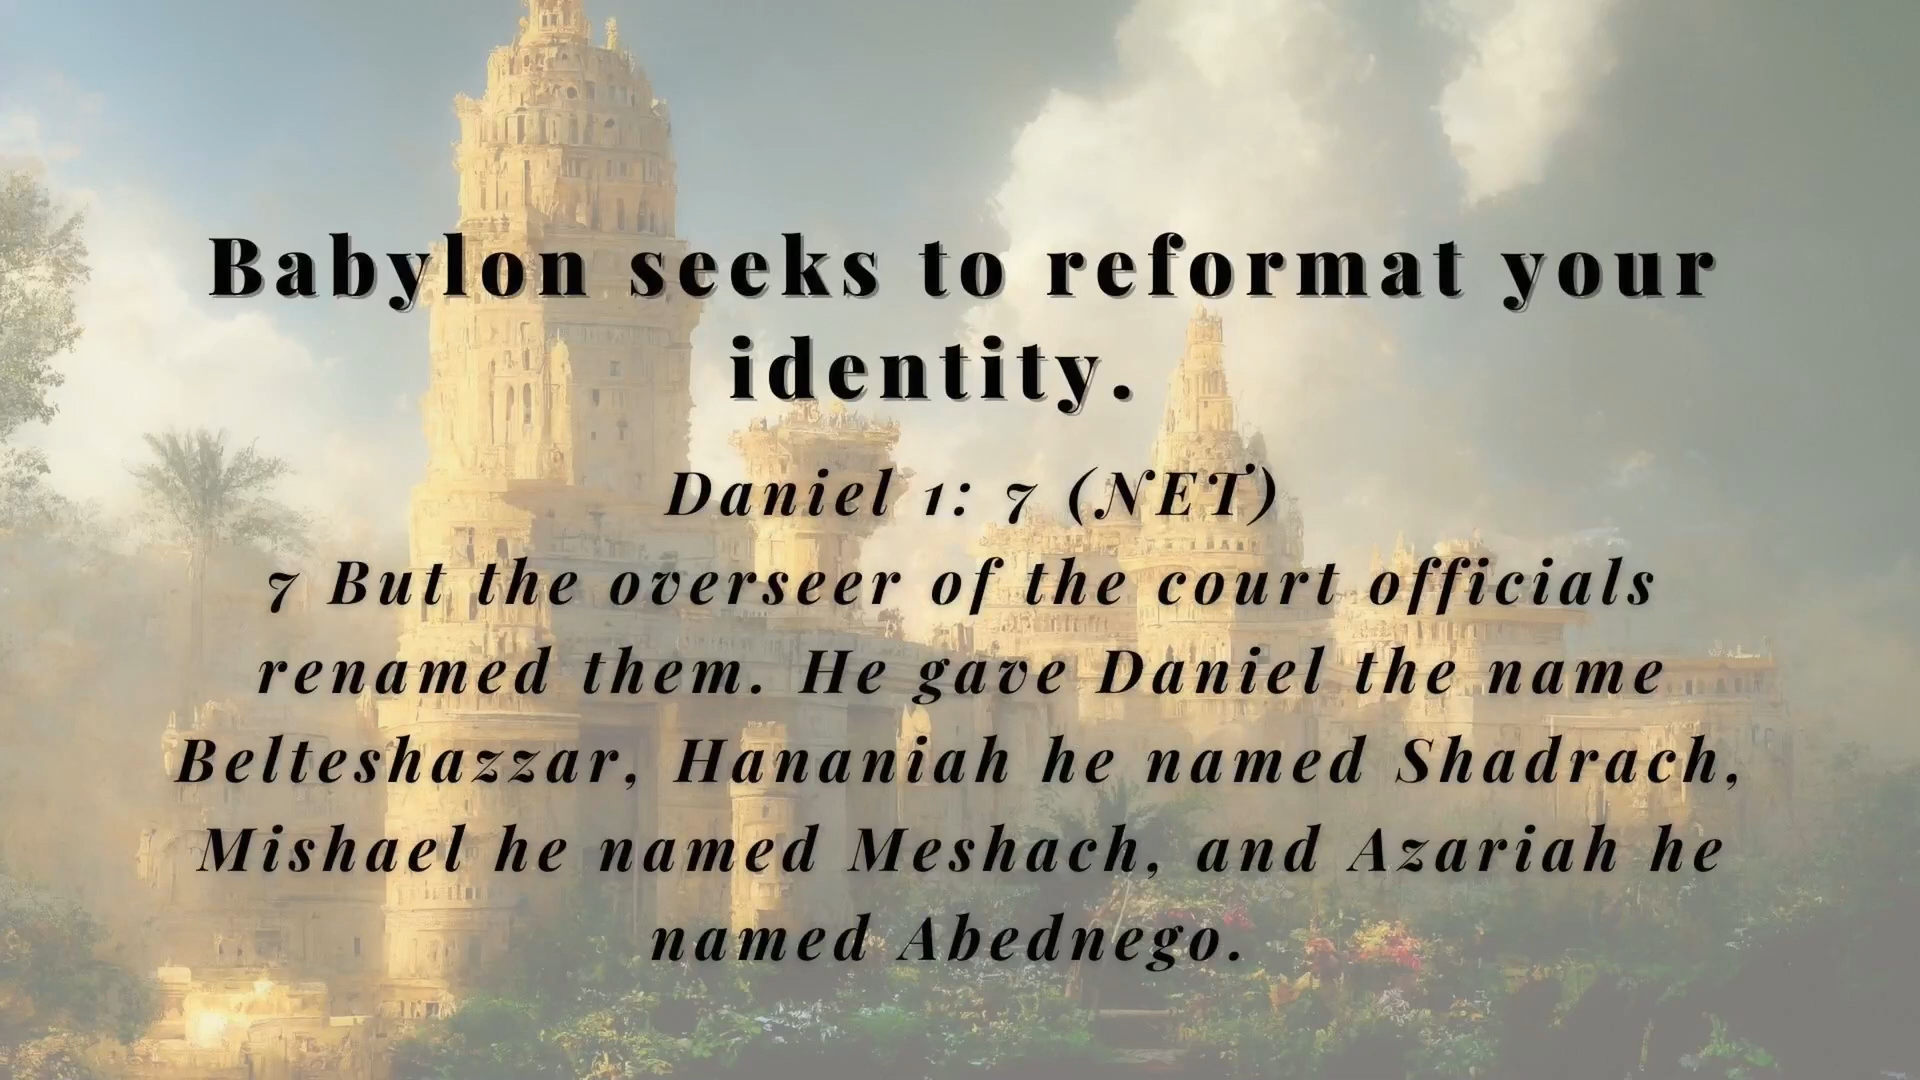 Babylon seeks to reformat your
identity.
Daniel 1: 7 (NET)
7 But the overseer of the court officials
renamed them. He gave Daniel the name
Belteshazzar, Hananiah he named Shadrach,
Mishael he named Meshach, and Azariah he
named Abednego.